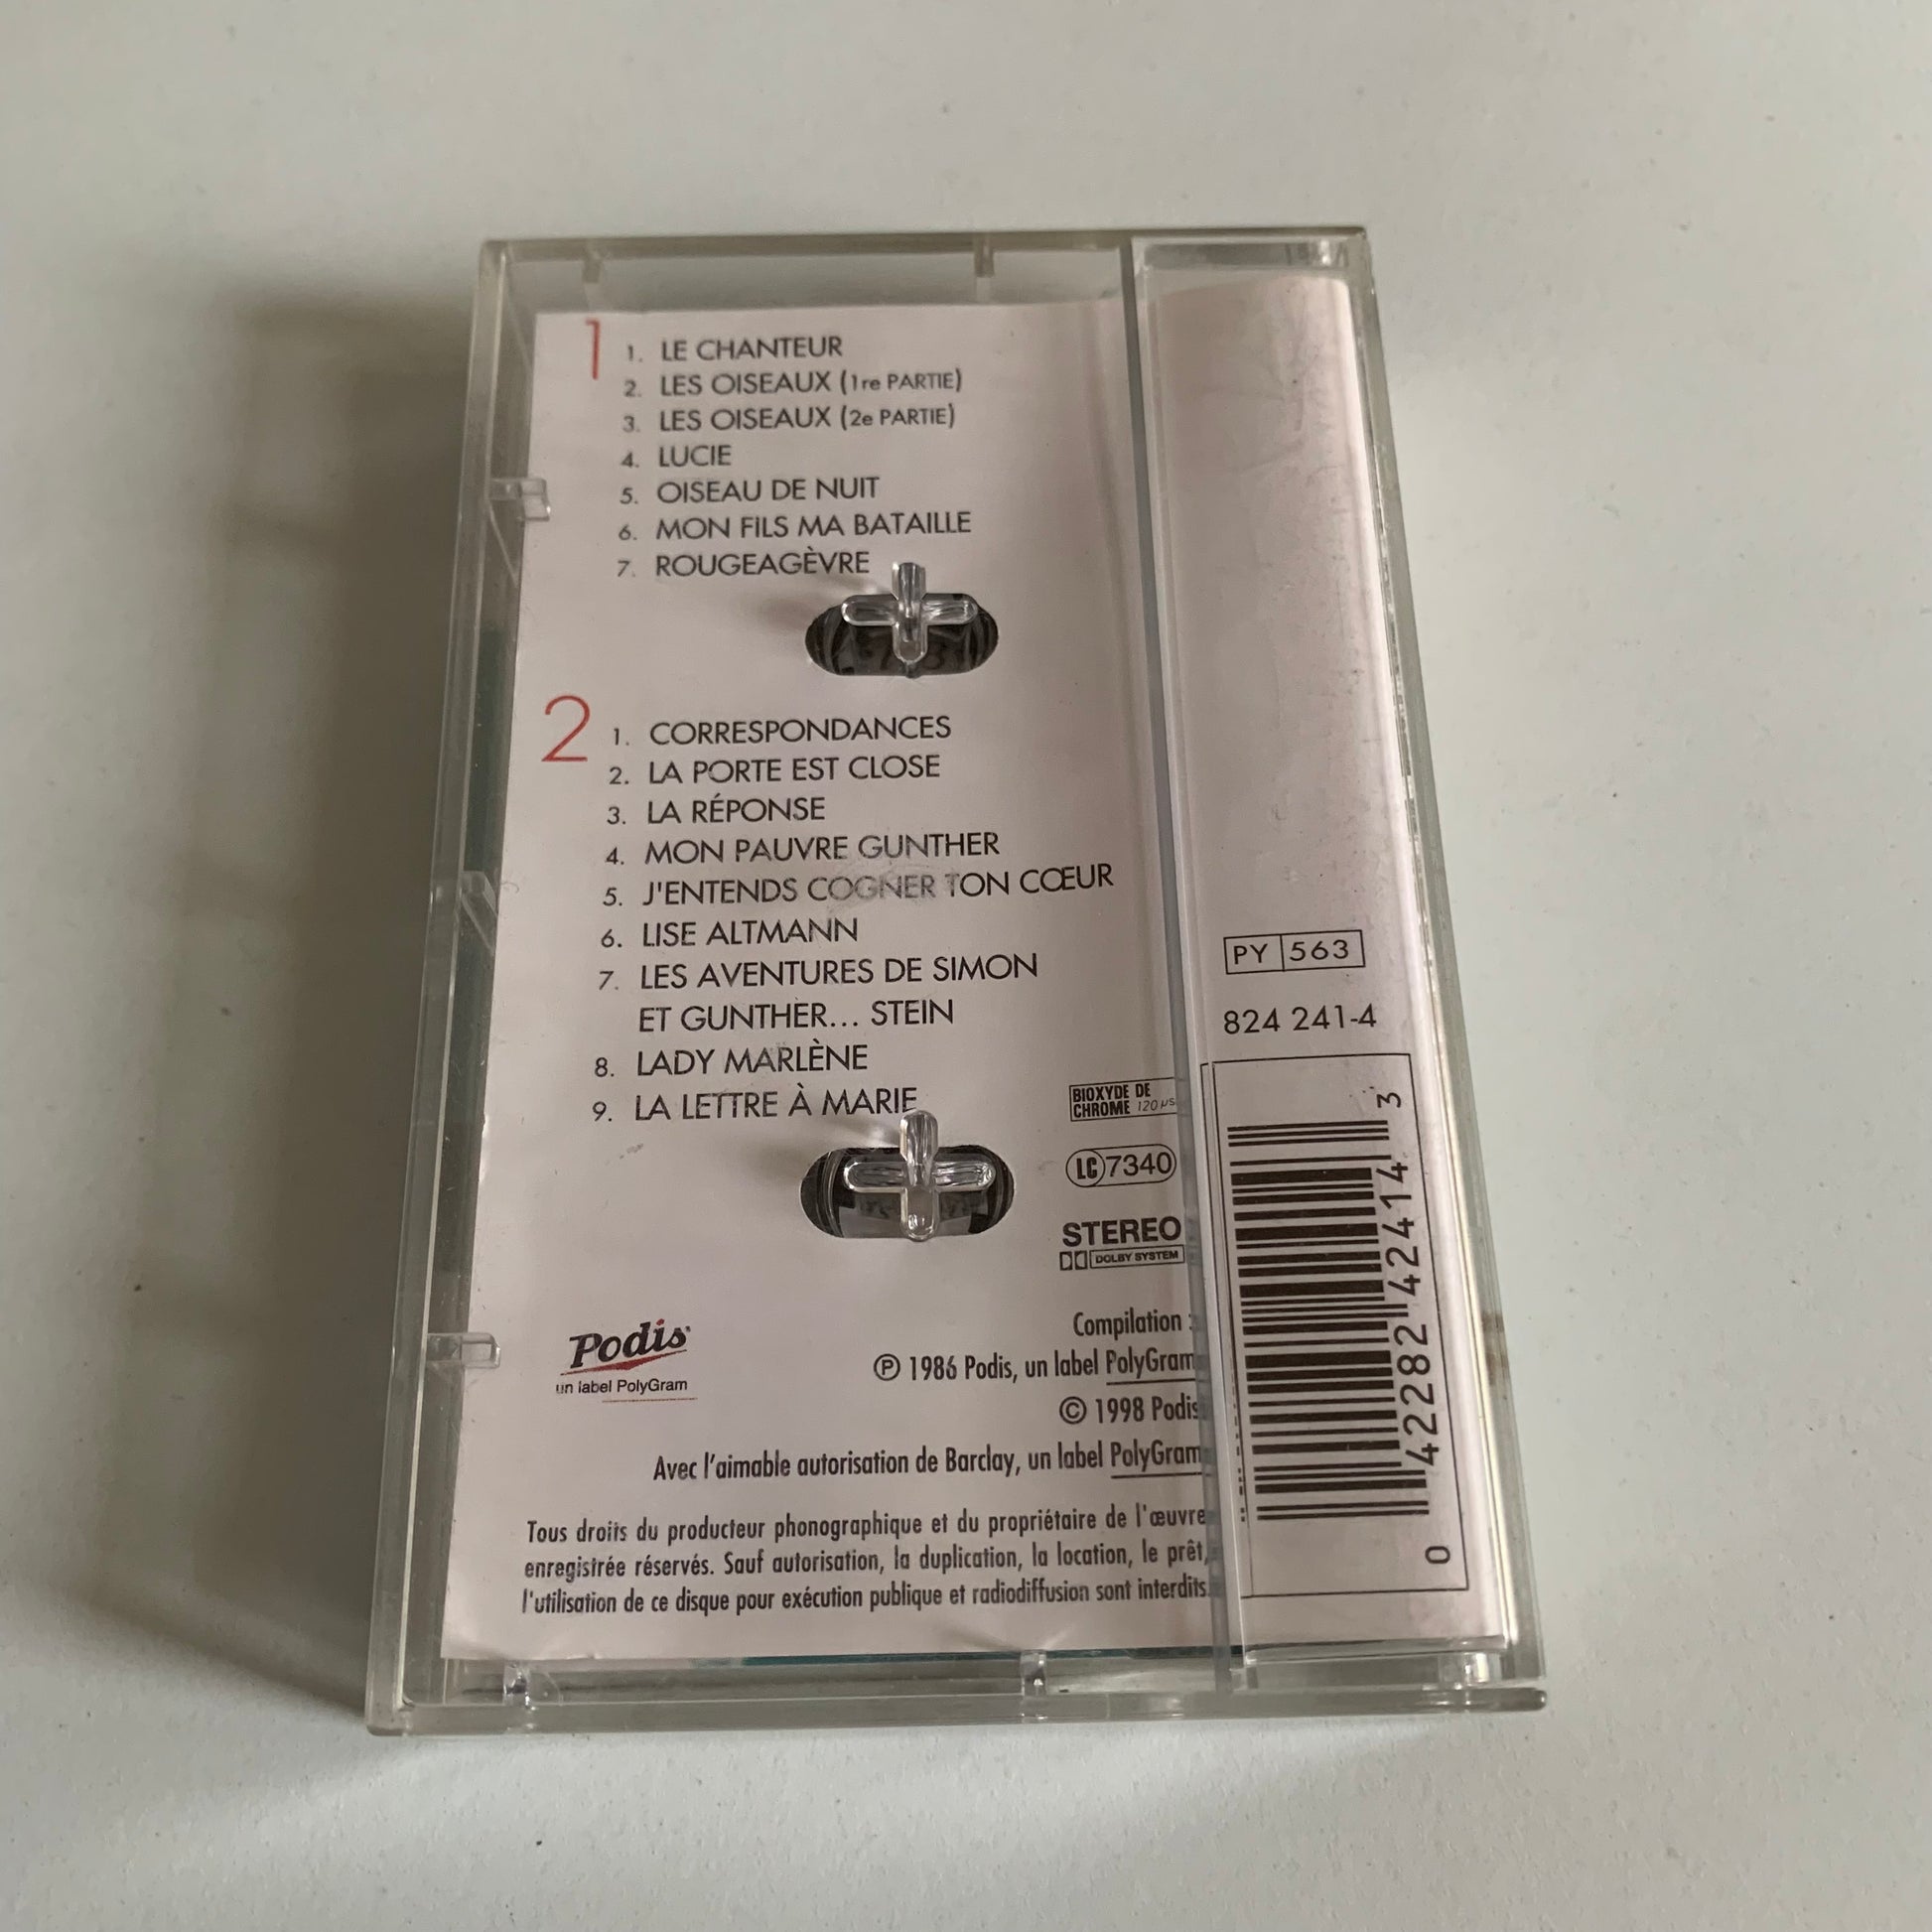 1
1. LE CHANTEUR
2. LES OISEAUX (1re PARTIE)
3. LES OISEAUX (2e PARTIE)
4. LUCIE
5. OISEAU DE NUIT
6. MON FILS MA BATAILLE
7. ROUGEAGÈVRE
2
1. CORRESPONDANCES
2. LA PORTE EST CLOSE
3. LA RÉPONSE
4. MON PAUVRE GUNTHER
5. J'ENTENDS COGNER TON CŒUR
6. LISE ALTMANN
7. LES AVENTURES DE SIMON
ET GUNTHER... STEIN
8. LADY MARLÈNE
9. LA LETTRE À MARIE
BIOXYDE DE
CHROME 120 µs
LC 7340
STEREO
DOLBY SYSTEM
Podis
un label PolyGram
Compilation :
℗ 1986 Podis, un label PolyGram
© 1998 Podis
Avec l'aimable autorisation de Barclay, un label PolyGram
Tous droits du producteur phonographique et du propriétaire de l'œuvre
enregistrée réservés. Sauf autorisation, la duplication, la location, le prêt,
l'utilisation de ce disque pour exécution publique et radiodiffusion sont interdits.
PY 563
824 241-4
0 42282 42414 3